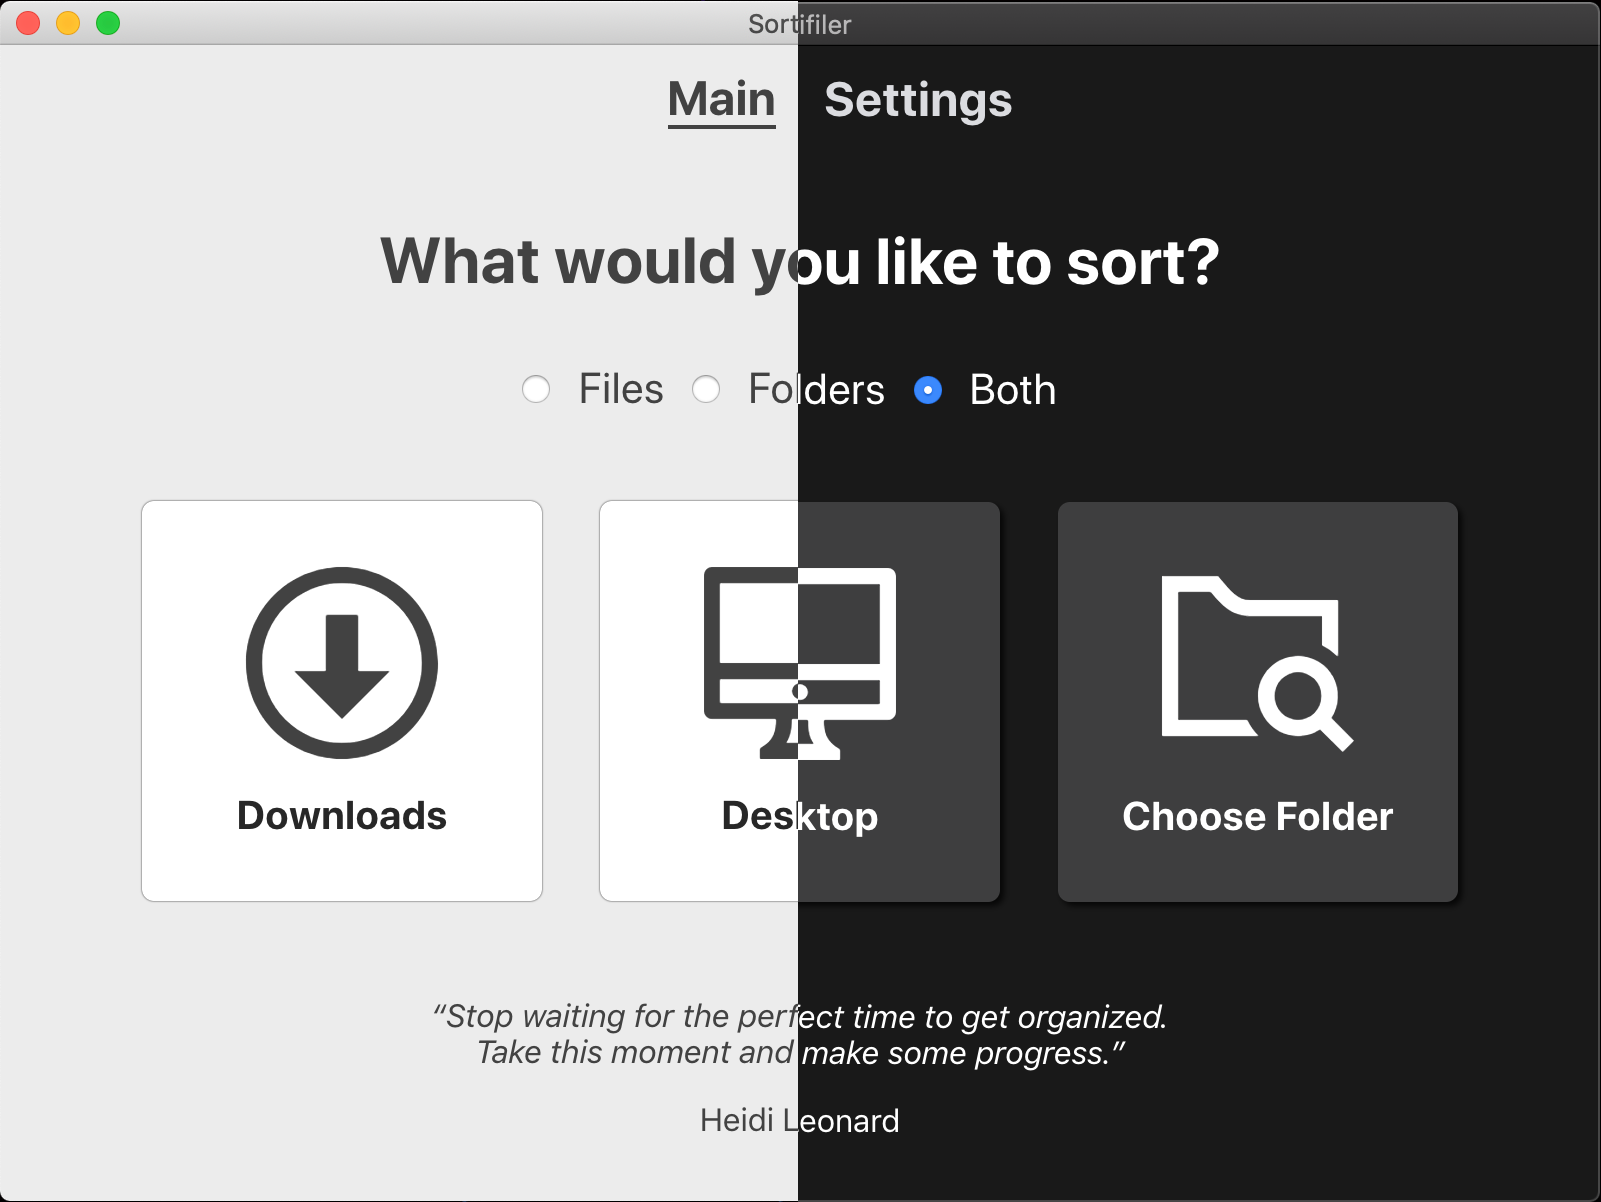 Sortifiler
Main Settings
What would you like to sort?
Files Folders Both
Downloads Desktop Choose Folder
“Stop waiting for the perfect time to get organized.
Take this moment and make some progress.”
Heidi Leonard